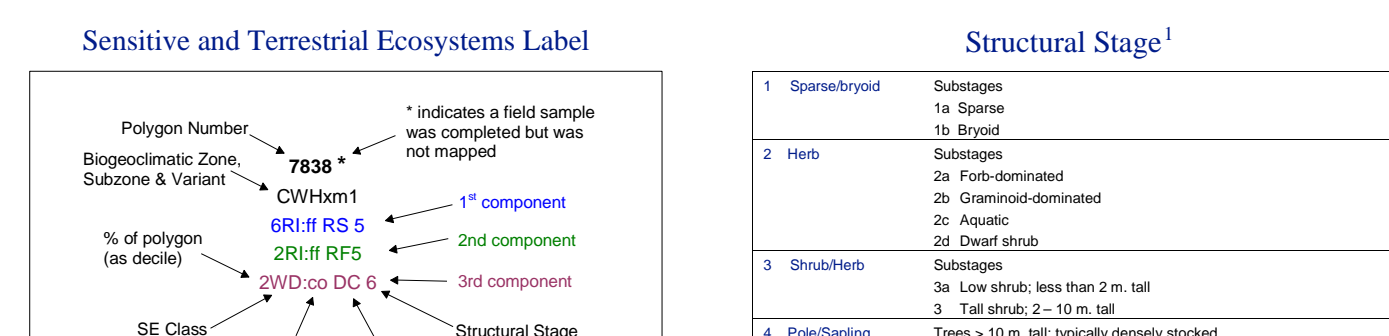 Sensitive and Terrestrial Ecosystems Label
Polygon Number
* indicates a field sample
was completed but was
not mapped
Biogeoclimatic Zone,
Subzone & Variant
7838 *
CWHxm1
6RI:ff RS 5
1st component
% of polygon
(as decile)
2RI:ff RF5
2nd component
2WD:co DC 6
3rd component
SE Class
Structural Stage
Structural Stage1
1 Sparse/bryoid Substages
1a Sparse
1b Bryoid
2 Herb Substages
2a Forb-dominated
2b Graminoid-dominated
2c Aquatic
2d Dwarf shrub
3 Shrub/Herb Substages
3a Low shrub; less than 2 m. tall
3 Tall shrub; 2 – 10 m. tall
4 Pole/Sapling Trees > 10 m. tall; typically densely stocked